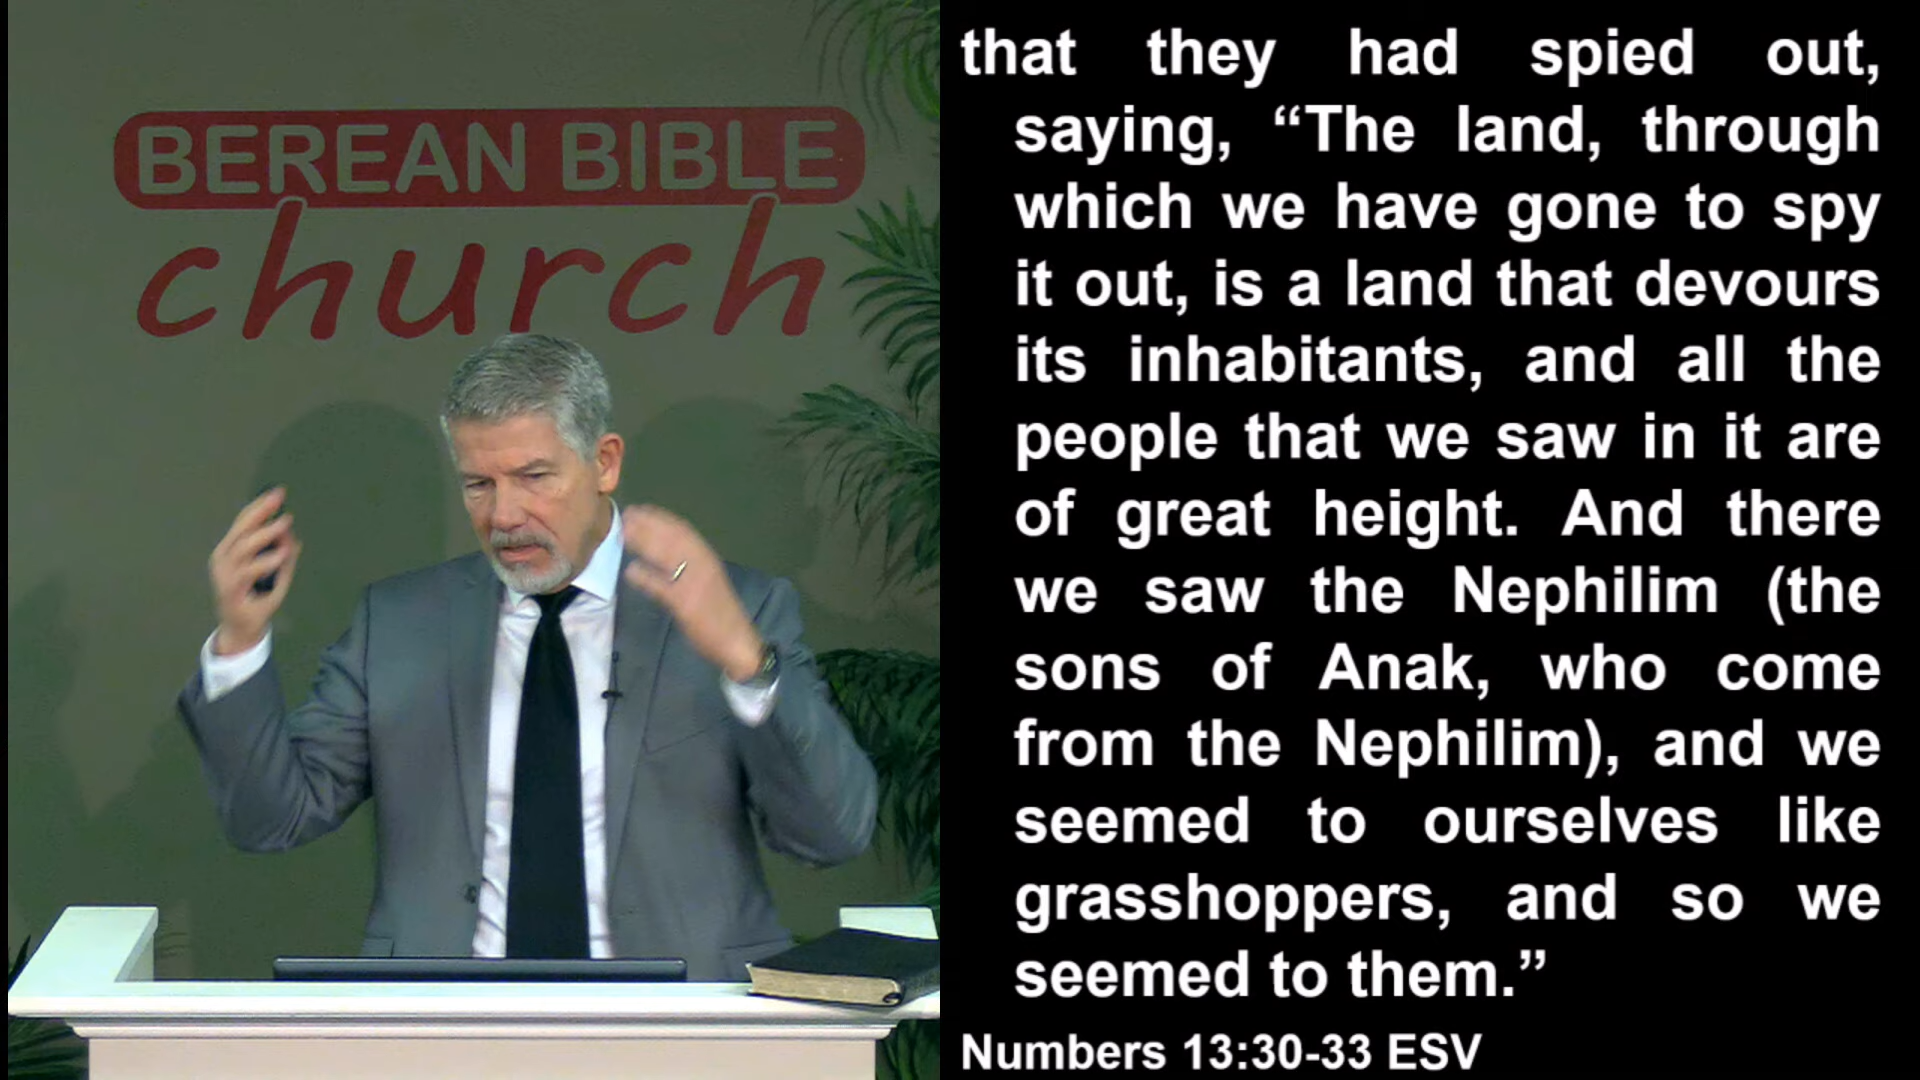 BEREAN BIBLE
church
that they had spied out,
saying, “The land, through
which we have gone to spy
it out, is a land that devours
its inhabitants, and all the
people that we saw in it are
of great height. And there
we saw the Nephilim (the
sons of Anak, who come
from the Nephilim), and we
seemed to ourselves like
grasshoppers, and so we
seemed to them.”
Numbers 13:30-33 ESV